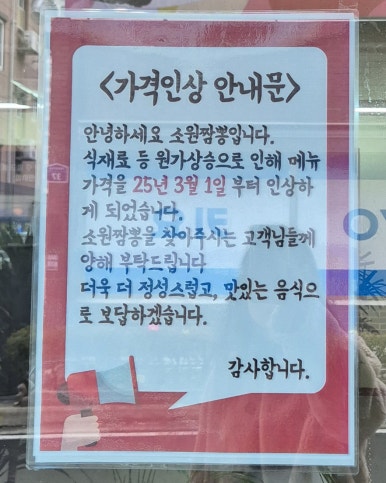 <가격인상 안내문>
안녕하세요 소원짬뽕입니다.
식재료 등 원가상승으로 인해 메뉴
가격을 25년 3월 1일 부터 인상하
게 되었습니다.
소원짬뽕을 찾아주시는 고객님들께
양해 부탁드립니다
더욱 더 정성스럽고, 맛있는 음식으
로 보답하겠습니다.
감사합니다.